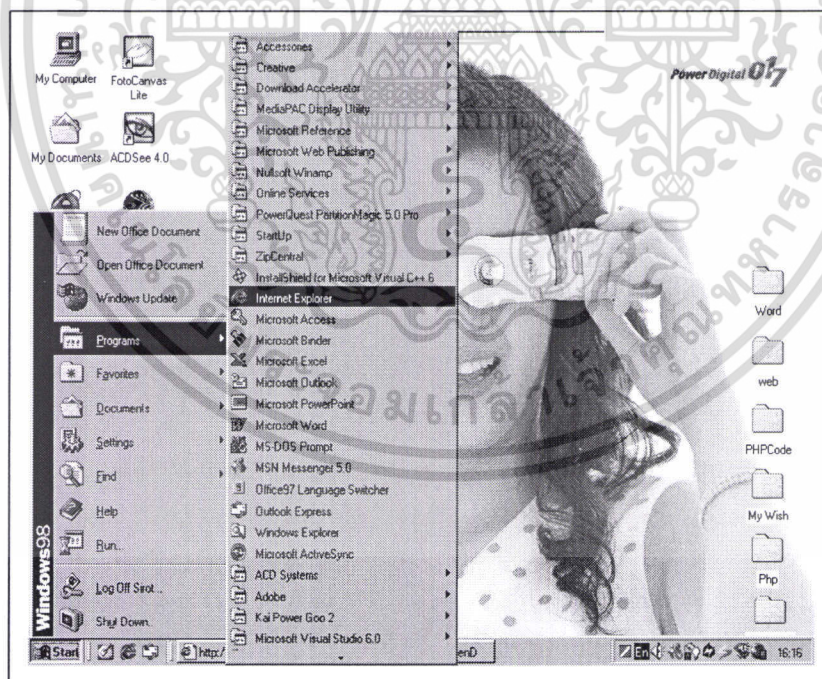 My Computer
FotoCanvas
Lite
My Documents
ACDSee 4.0
Power Digital 017
Accessories
Creative
Download Accelerator
MediaPAC Display Utility
Microsoft Reference
Microsoft Web Publishing
Nullsoft Winamp
Online Services
PowerQuest PartitionMagic 5.0 Pro
StartUp
ZipCentral
InstallShield for Microsoft Visual C++ 6
Internet Explorer
Microsoft Access
Microsoft Binder
Microsoft Excel
Microsoft Outlook
Microsoft PowerPoint
Microsoft Word
MS-DOS Prompt
MSN Messenger 5.0
Office97 Language Switcher
Outlook Express
Windows Explorer
Microsoft ActiveSync
ACD Systems
Adobe
Kai Power Goo 2
Microsoft Visual Studio 6.0
New Office Document
Open Office Document
Windows Update
Programs
Favorites
Documents
Settings
Find
Help
Run...
Log Off Sirot...
Shut Down...
Windows98
Word
web
PHPCode
My Wish
Php
Start
http:/
enD
En
16:16